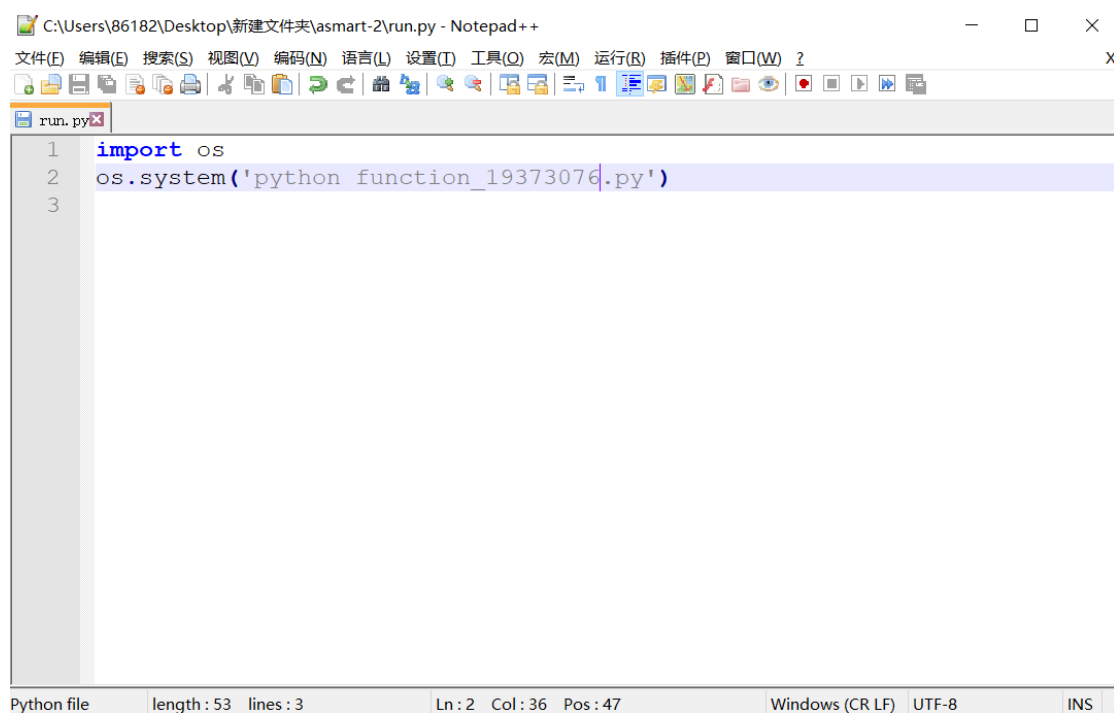 C:\Users\86182\Desktop\新建文件夹\asmart-2\run.py - Notepad++
文件(F) 编辑(E) 搜索(S) 视图(V) 编码(N) 语言(L) 设置(T) 工具(O) 宏(M) 运行(R) 插件(P) 窗口(W) ? X
run.py
1 import os
2 os.system('python function_19373076.py')
3
Python file length : 53 lines : 3 Ln : 2 Col : 36 Pos : 47 Windows (CR LF) UTF-8 INS